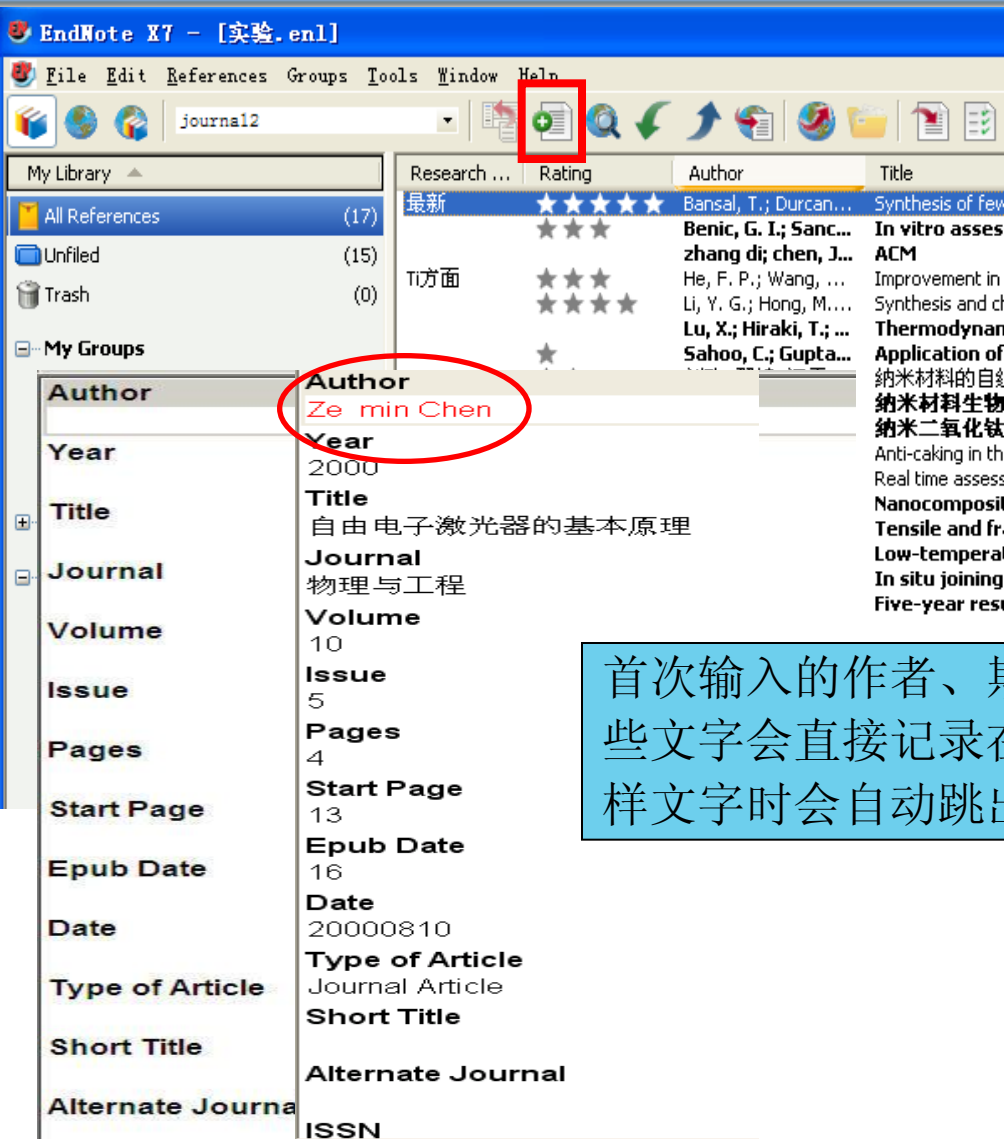 EndNote X7 - [实验.enl]
File Edit References Groups Tools Window Help
journal2
My Library
All References (17)
Unfiled (15)
Trash (0)
My Groups
Research ... Rating Author Title
最新 Bansal, T.; Durcan... Synthesis of few
Benic, G. I.; Sanc... In vitro asses
zhang di; chen, J... ACM
Ti方面 He, F. P.; Wang, ... Improvement in
Li, Y. G.; Hong, M.... Synthesis and ch
Lu, X.; Hiraki, T.; ... Thermodynam
Sahoo, C.; Gupta... Application of
纳米材料的自
纳米材料生物
纳米二氧化钛
Anti-caking in th
Real time assess
Nanocomposit
Tensile and fra
Low-temperat
In situ joining
Five-year resu
Author
Year
Title
Journal
Volume
Issue
Pages
Start Page
Epub Date
Date
Type of Article
Short Title
Alternate Journa
Author
Ze min Chen
Year
2000
Title
自由电子激光器的基本原理
Journal
物理与工程
Volume
10
Issue
5
Pages
4
Start Page
13
Epub Date
16
Date
20000810
Type of Article
Journal Article
Short Title
Alternate Journal
ISSN
首次输入的作者、
些文字会直接记录
样文字时会自动跳